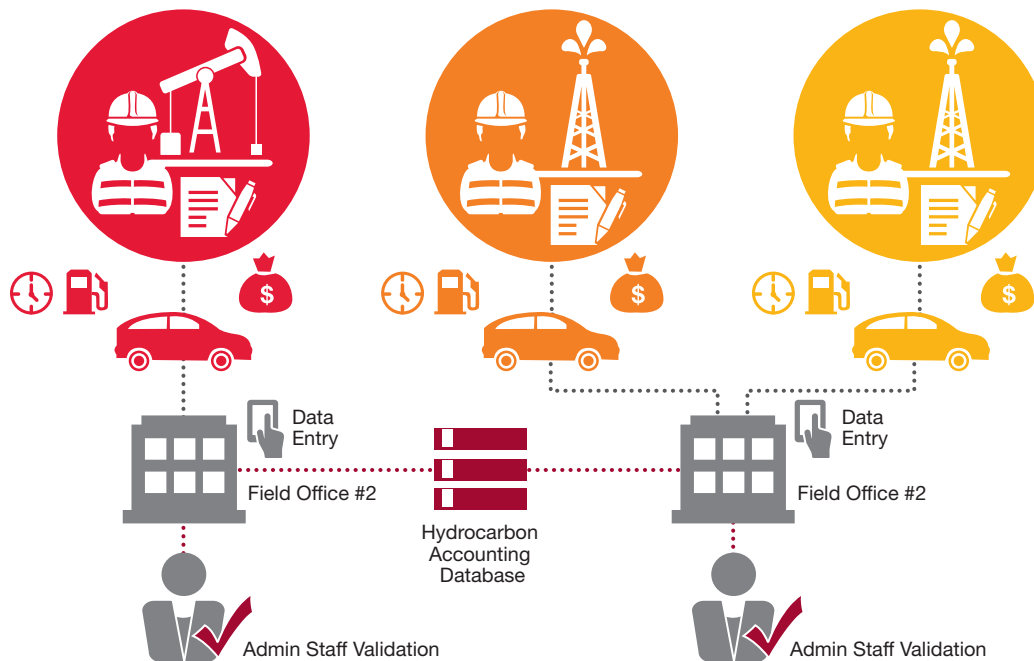 $
$
$
Data
Entry
Data
Entry
Field Office #2
Field Office #2
Hydrocarbon
Accounting
Database
Admin Staff Validation
Admin Staff Validation